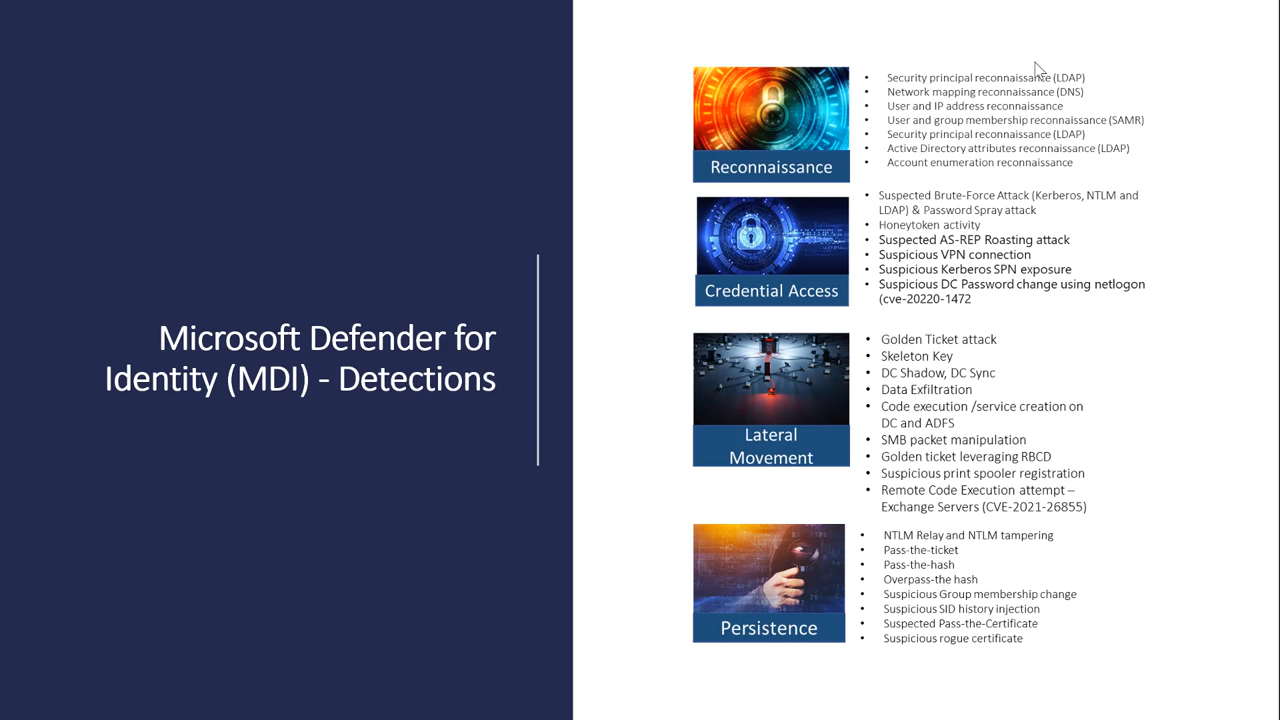 Microsoft Defender for
Identity (MDI) - Detections
Reconnaissance
• Security principal reconnaissance (LDAP)
• Network mapping reconnaissance (DNS)
• User and IP address reconnaissance
• User and group membership reconnaissance (SAMR)
• Security principal reconnaissance (LDAP)
• Active Directory attributes reconnaissance (LDAP)
• Account enumeration reconnaissance
Credential Access
• Suspected Brute-Force Attack (Kerberos, NTLM and
LDAP) & Password Spray attack
• Honeytoken activity
• Suspected AS-REP Roasting attack
• Suspicious VPN connection
• Suspicious Kerberos SPN exposure
• Suspicious DC Password change using netlogon
(cve-20220-1472
Lateral
Movement
• Golden Ticket attack
• Skeleton Key
• DC Shadow, DC Sync
• Data Exfiltration
• Code execution /service creation on
DC and ADFS
• SMB packet manipulation
• Golden ticket leveraging RBCD
• Suspicious print spooler registration
• Remote Code Execution attempt –
Exchange Servers (CVE-2021-26855)
Persistence
• NTLM Relay and NTLM tampering
• Pass-the-ticket
• Pass-the-hash
• Overpass-the hash
• Suspicious Group membership change
• Suspicious SID history injection
• Suspected Pass-the-Certificate
• Suspicious rogue certificate